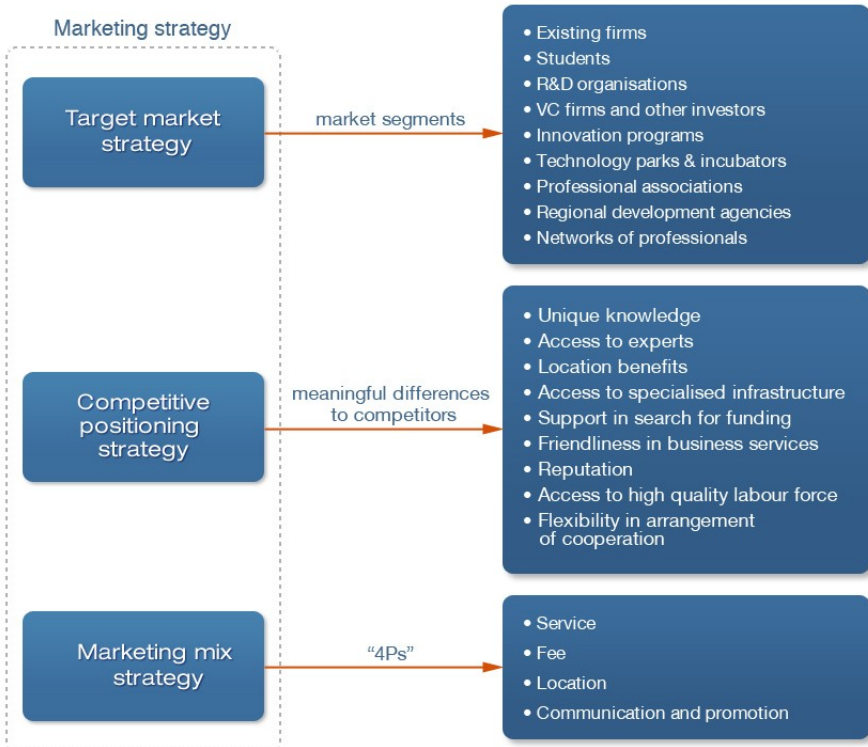 Marketing strategy
Target market
strategy
market segments
• Existing firms
• Students
• R&D organisations
• VC firms and other investors
• Innovation programs
• Technology parks & incubators
• Professional associations
• Regional development agencies
• Networks of professionals
Competitive
positioning
strategy
meaningful differences
to competitors
• Unique knowledge
• Access to experts
• Location benefits
• Access to specialised infrastructure
• Support in search for funding
• Friendliness in business services
• Reputation
• Access to high quality labour force
• Flexibility in arrangement
of cooperation
Marketing mix
strategy
“4Ps”
• Service
• Fee
• Location
• Communication and promotion